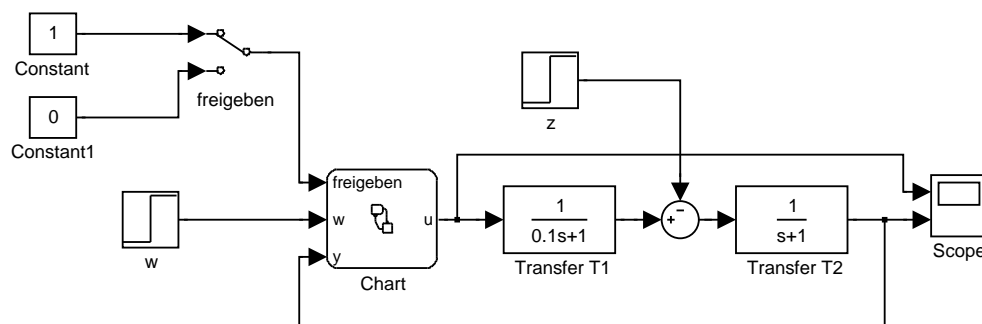 1
Constant
freigeben
0
Constant1
z
w
freigeben
w
y
u
Chart
1
0.1s+1
Transfer T1
+
−
1
s+1
Transfer T2
Scope